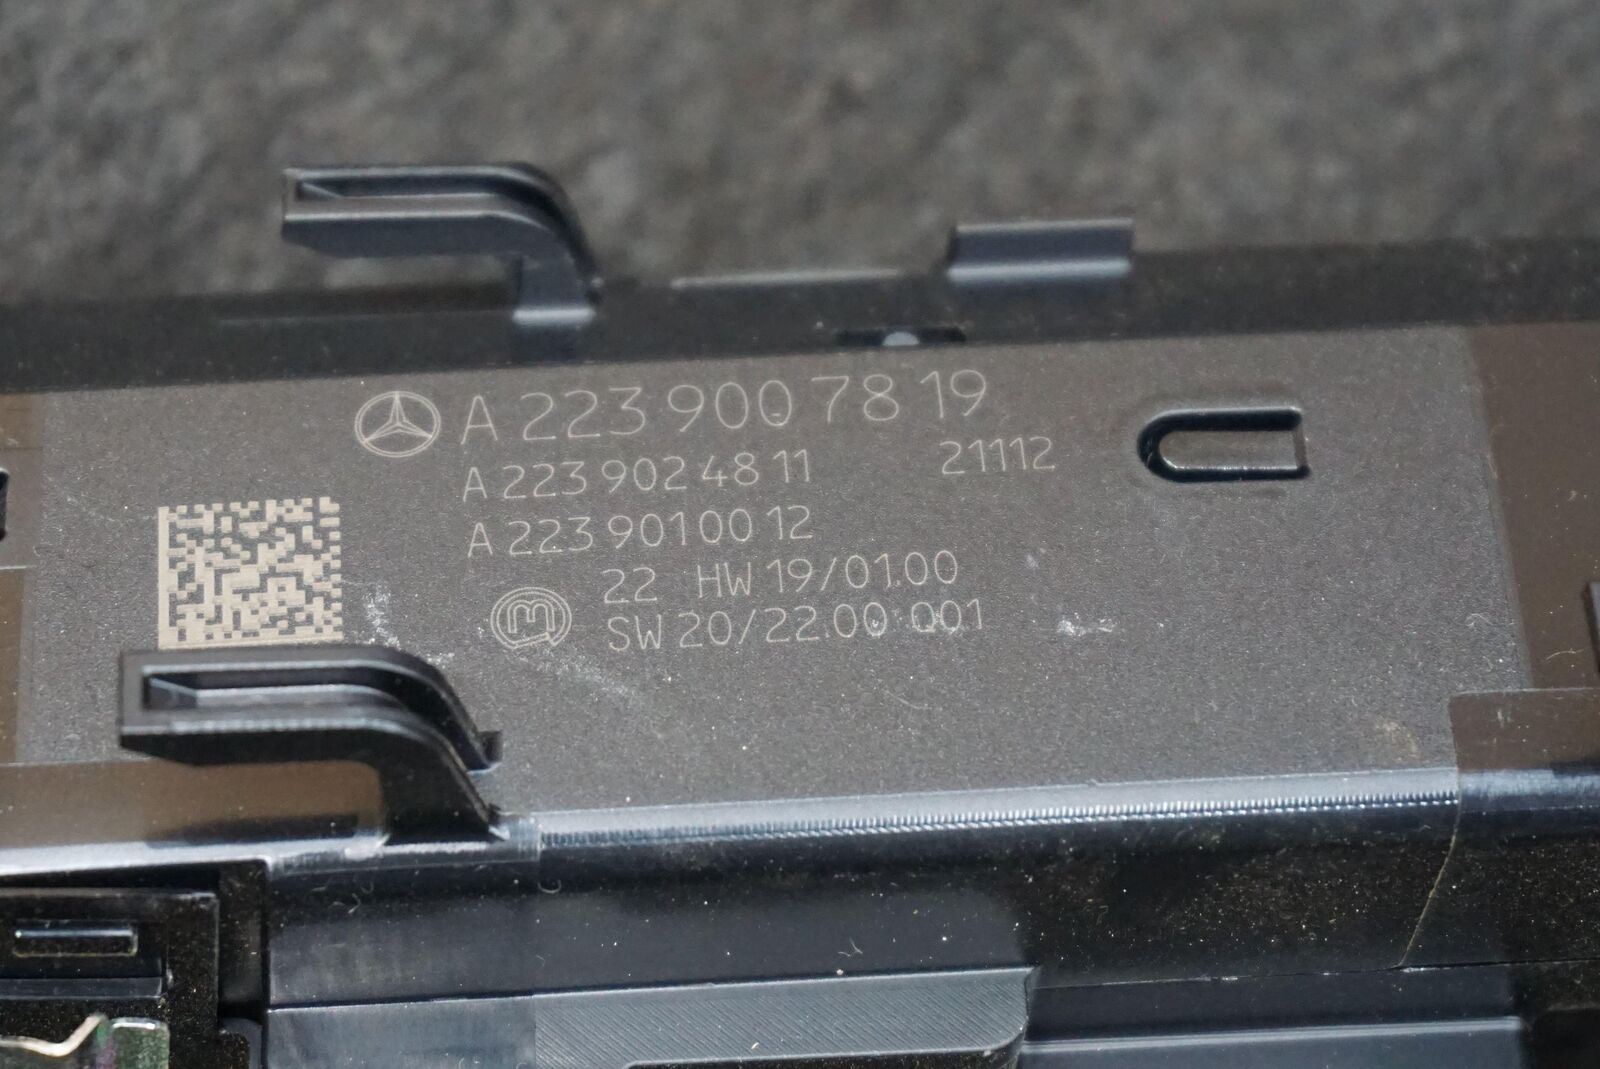 A 223 900 78 19
A 223 902 48 11 21112
A 223 901 00 12
22 HW 19/01.00
m SW 20/22.00.001